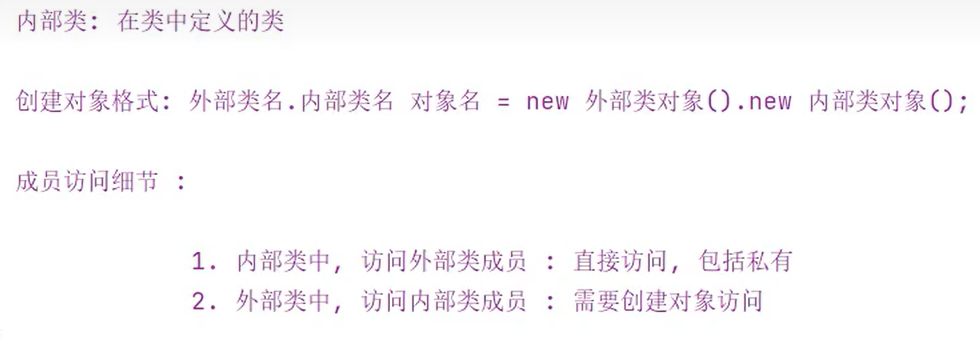 内部类: 在类中定义的类
创建对象格式: 外部类名.内部类名 对象名 = new 外部类对象().new 内部类对象();
成员访问细节 :
1. 内部类中, 访问外部类成员 : 直接访问, 包括私有
2. 外部类中, 访问内部类成员 : 需要创建对象访问